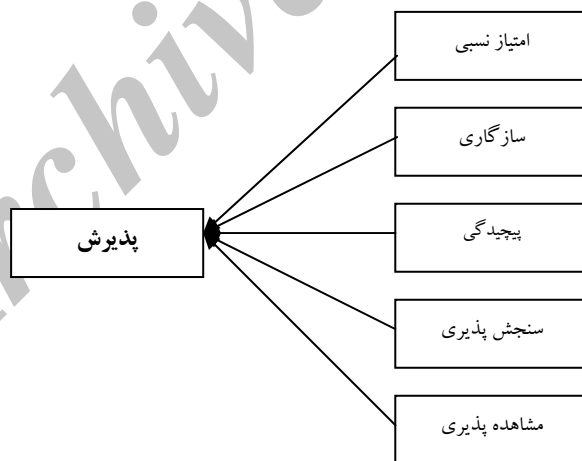 امتیاز نسبی
سازگاری
پیچیدگی
پذیرش
سنجش پذیری
مشاهده پذیری